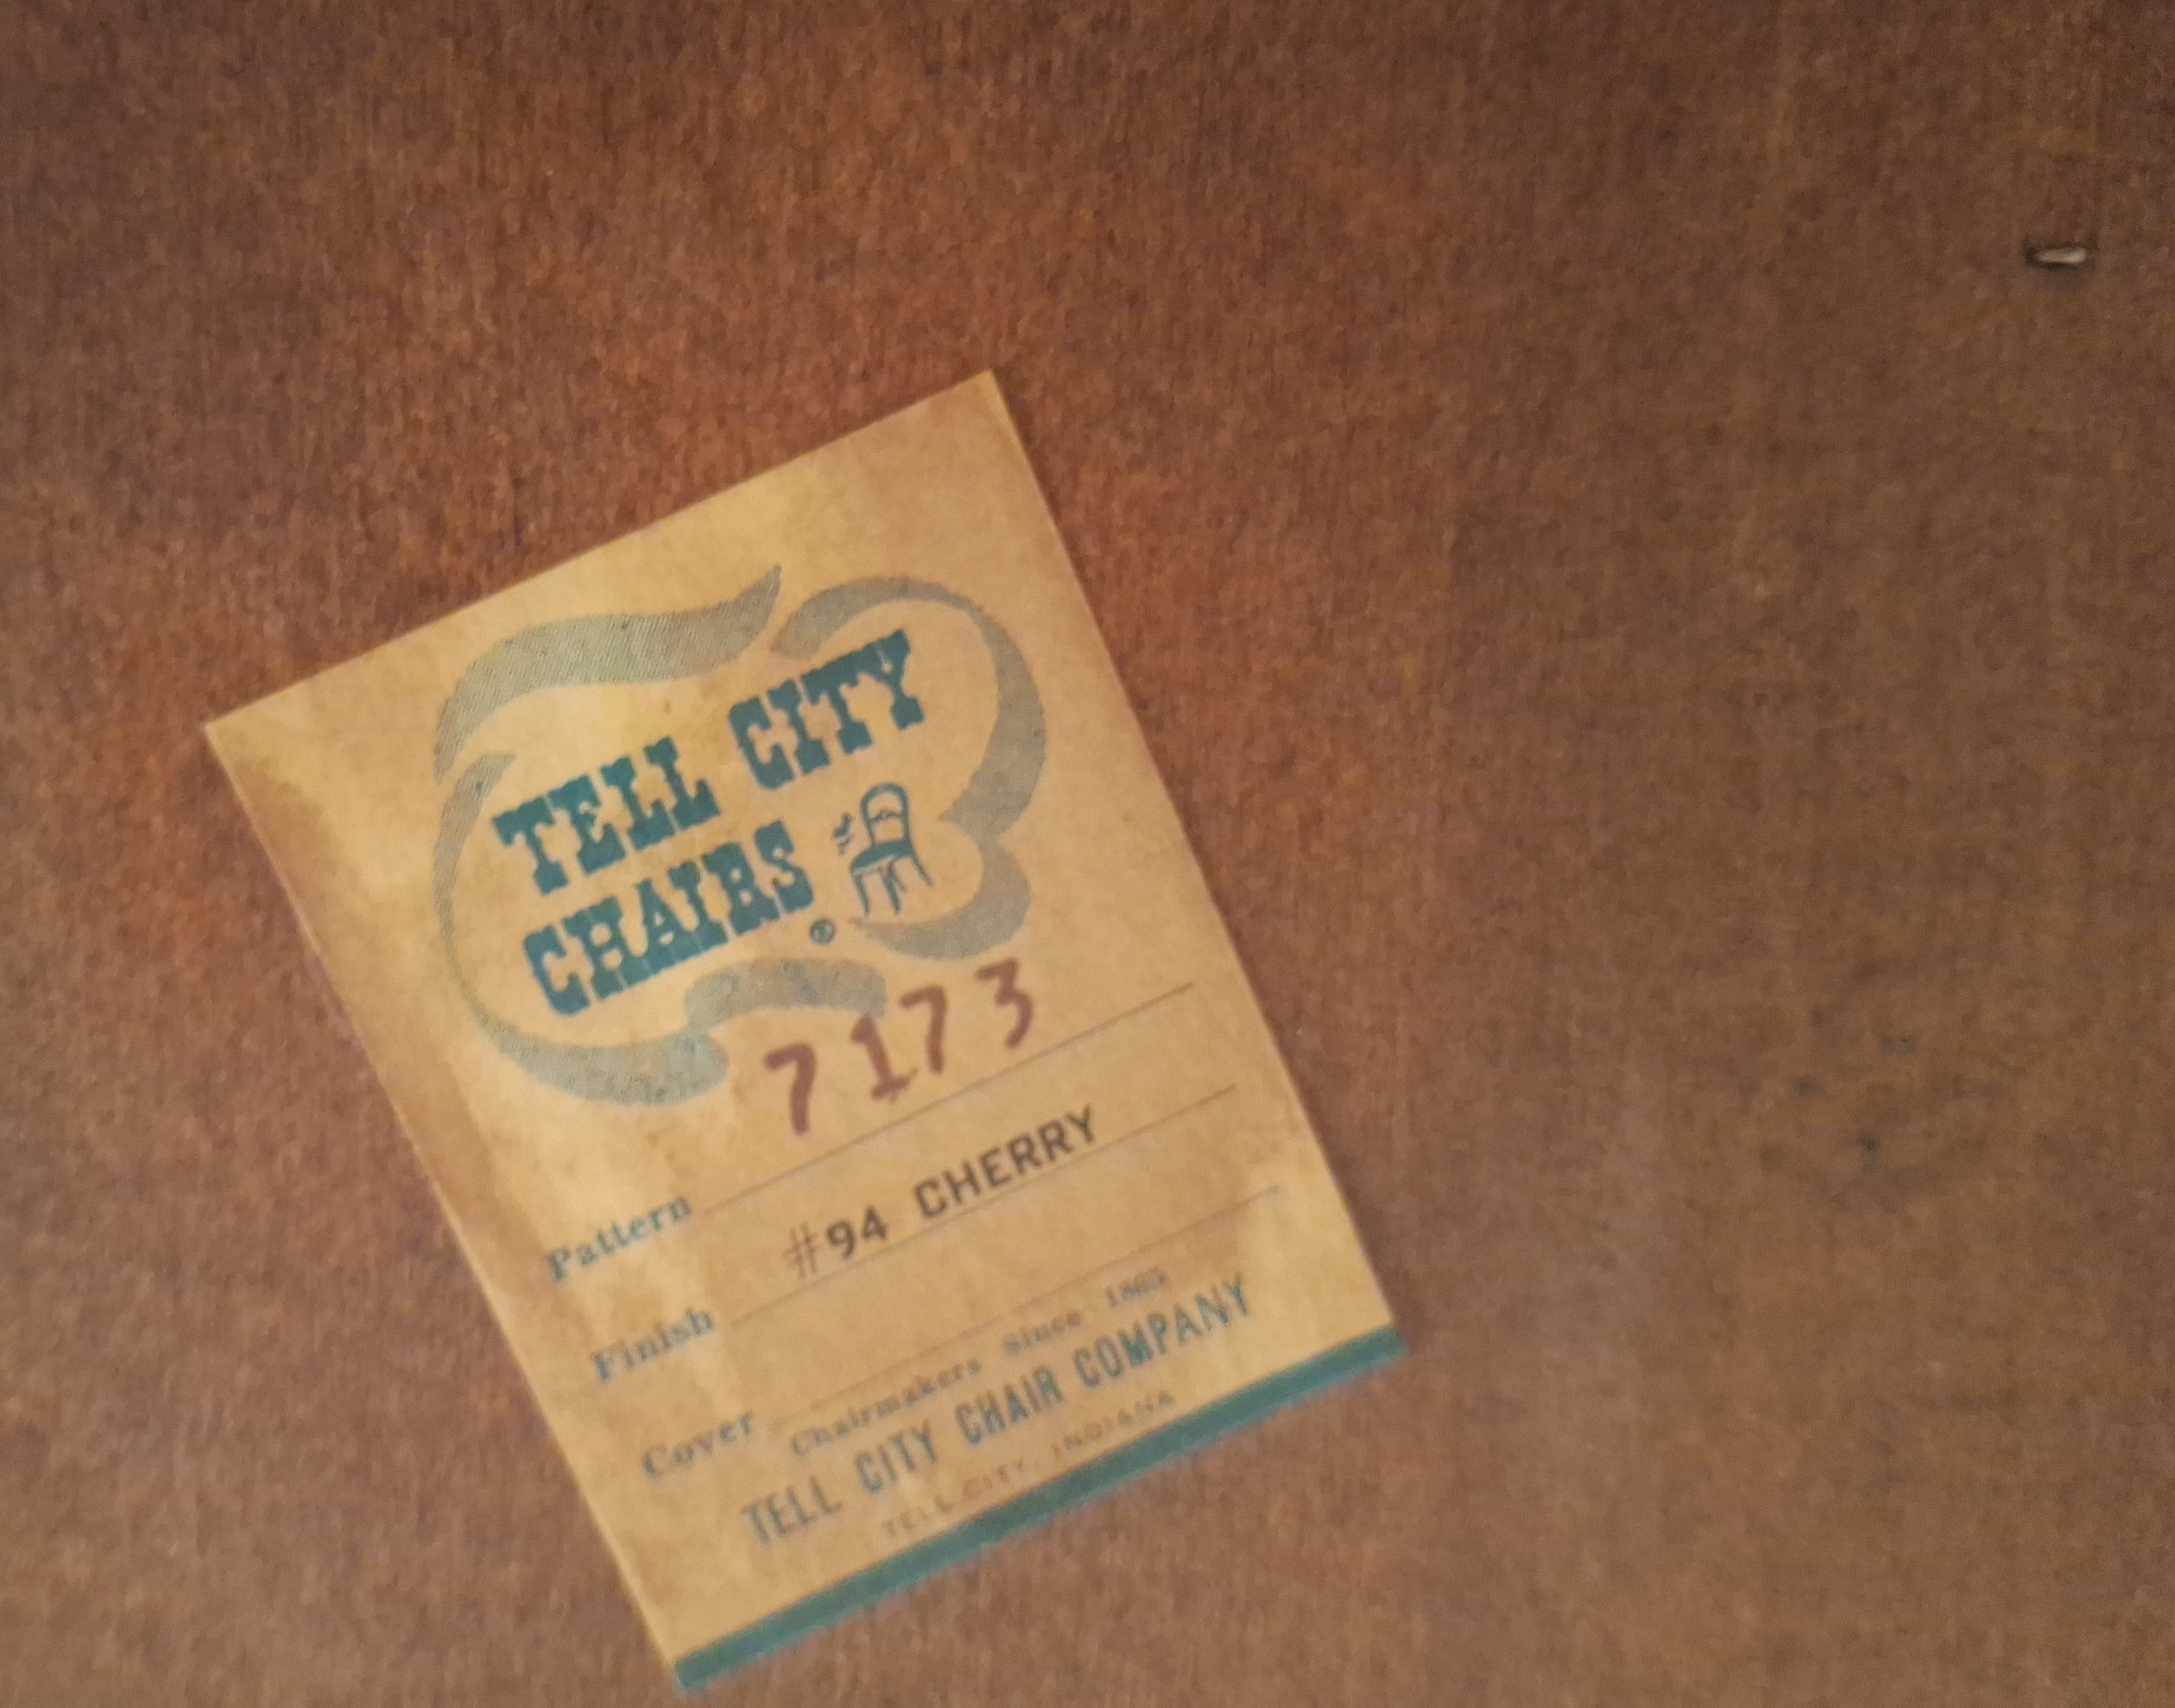 TELL CITY
CHAIRS®
7173
Pattern
#94 CHERRY
Finish
Cover
Chairmakers Since 1865
TELL CITY CHAIR COMPANY
TELL CITY, INDIANA